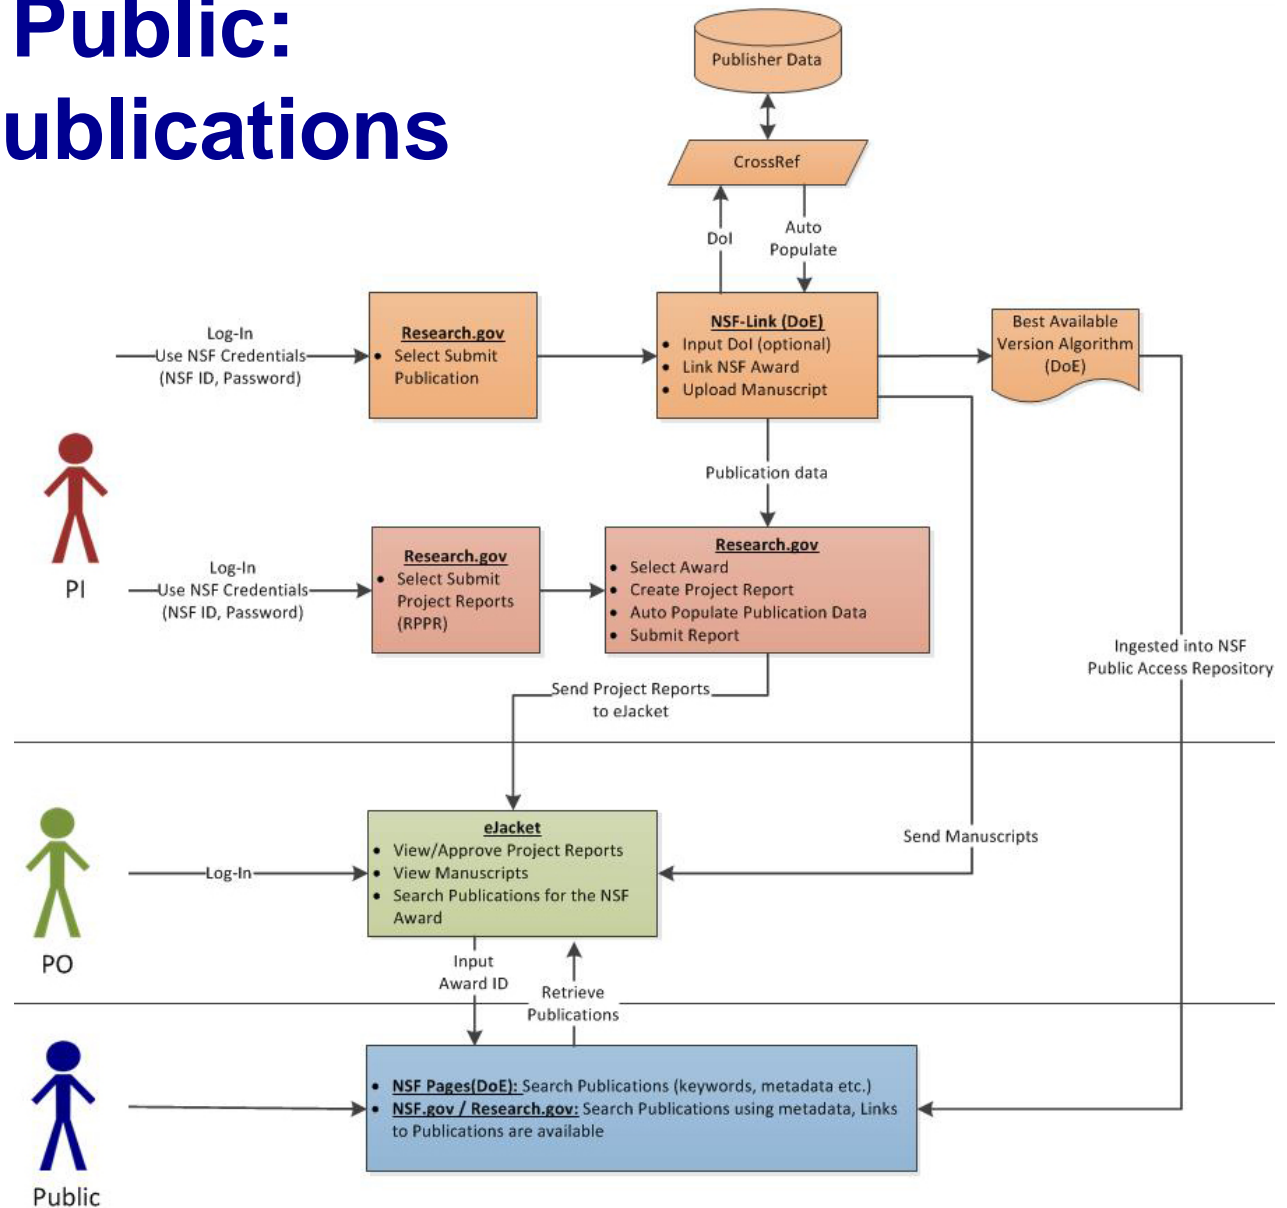 Public:
ublications
Publisher Data
CrossRef
DoI
Auto
Populate
Log-In
Use NSF Credentials
(NSF ID, Password)
Research.gov
• Select Submit
Publication
NSF-Link (DoE)
• Input DoI (optional)
• Link NSF Award
• Upload Manuscript
Best Available
Version Algorithm
(DoE)
Publication data
PI
Log-In
Use NSF Credentials
(NSF ID, Password)
Research.gov
• Select Submit
Project Reports
(RPPR)
Research.gov
• Select Award
• Create Project Report
• Auto Populate Publication Data
• Submit Report
Ingested into NSF
Public Access Repository
Send Project Reports
to eJacket
PO
Log-In
eJacket
• View/Approve Project Reports
• View Manuscripts
• Search Publications for the NSF
Award
Send Manuscripts
Input
Award ID
Retrieve
Publications
Public
• NSF Pages(DoE): Search Publications (keywords, metadata etc.)
• NSF.gov / Research.gov: Search Publications using metadata, Links
to Publications are available